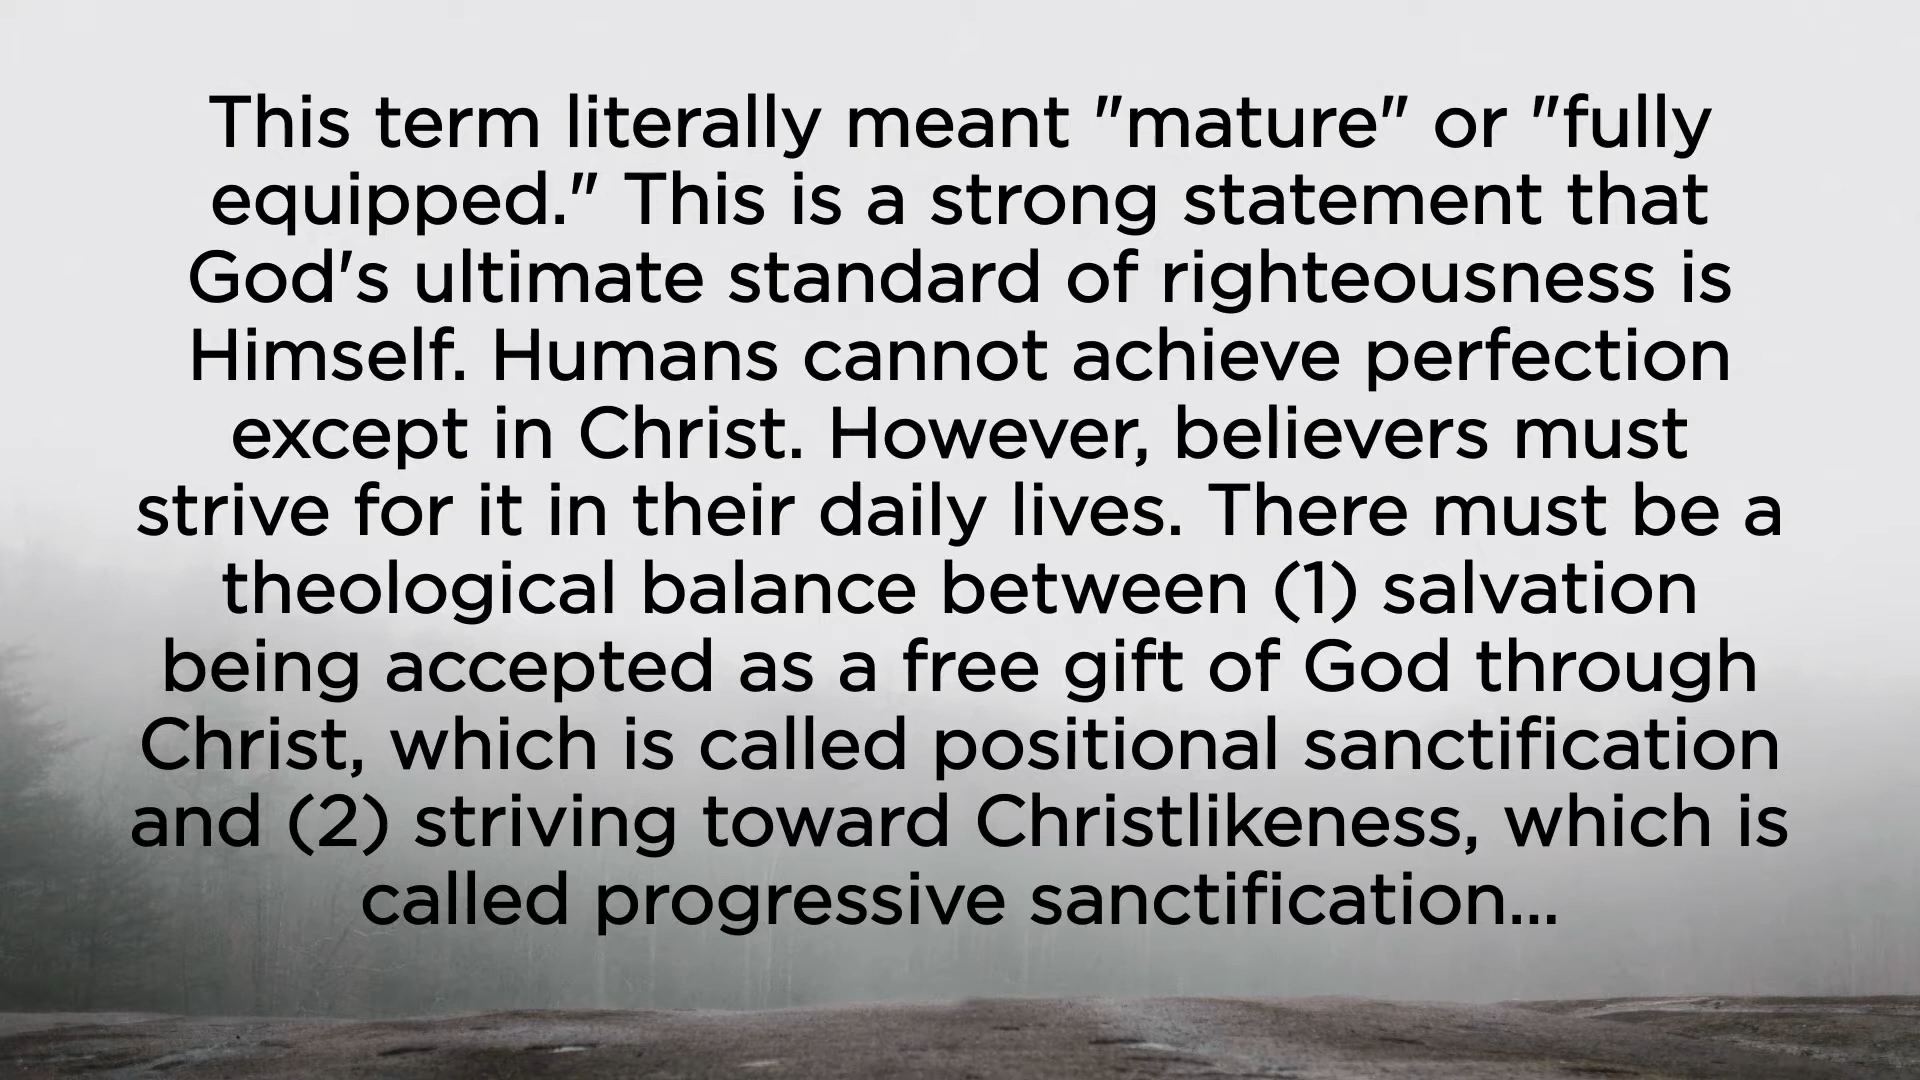 This term literally meant "mature" or "fully
equipped." This is a strong statement that
God's ultimate standard of righteousness is
Himself. Humans cannot achieve perfection
except in Christ. However, believers must
strive for it in their daily lives. There must be a
theological balance between (1) salvation
being accepted as a free gift of God through
Christ, which is called positional sanctification
and (2) striving toward Christlikeness, which is
called progressive sanctification...